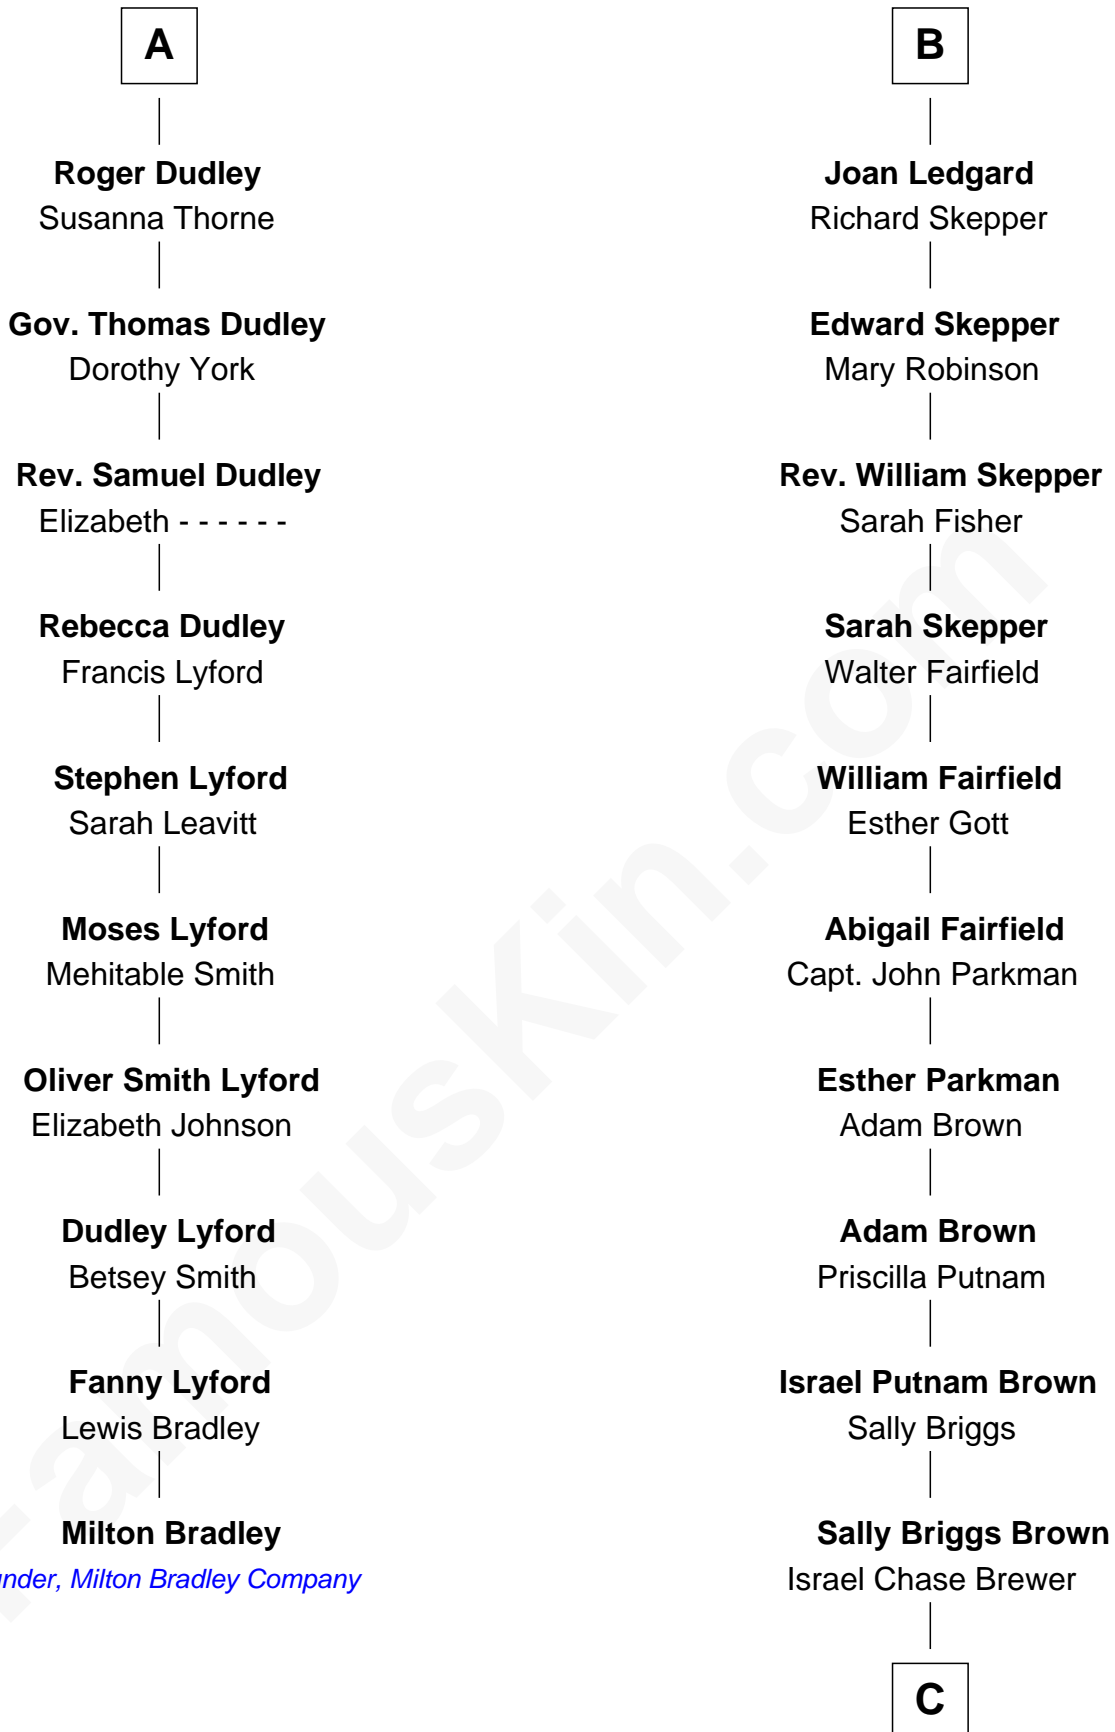 A
Roger Dudley
Susanna Thorne
Gov. Thomas Dudley
Dorothy York
Rev. Samuel Dudley
Elizabeth - - - - - -
Rebecca Dudley
Francis Lyford
Stephen Lyford
Sarah Leavitt
Moses Lyford
Mehitable Smith
Oliver Smith Lyford
Elizabeth Johnson
Dudley Lyford
Betsey Smith
Fanny Lyford
Lewis Bradley
Milton Bradley
under, Milton Bradley Company
B
Joan Ledgard
Richard Skepper
Edward Skepper
Mary Robinson
Rev. William Skepper
Sarah Fisher
Sarah Skepper
Walter Fairfield
William Fairfield
Esther Gott
Abigail Fairfield
Capt. John Parkman
Esther Parkman
Adam Brown
Adam Brown
Priscilla Putnam
Israel Putnam Brown
Sally Briggs
Sally Briggs Brown
Israel Chase Brewer
C
FamousKin.com